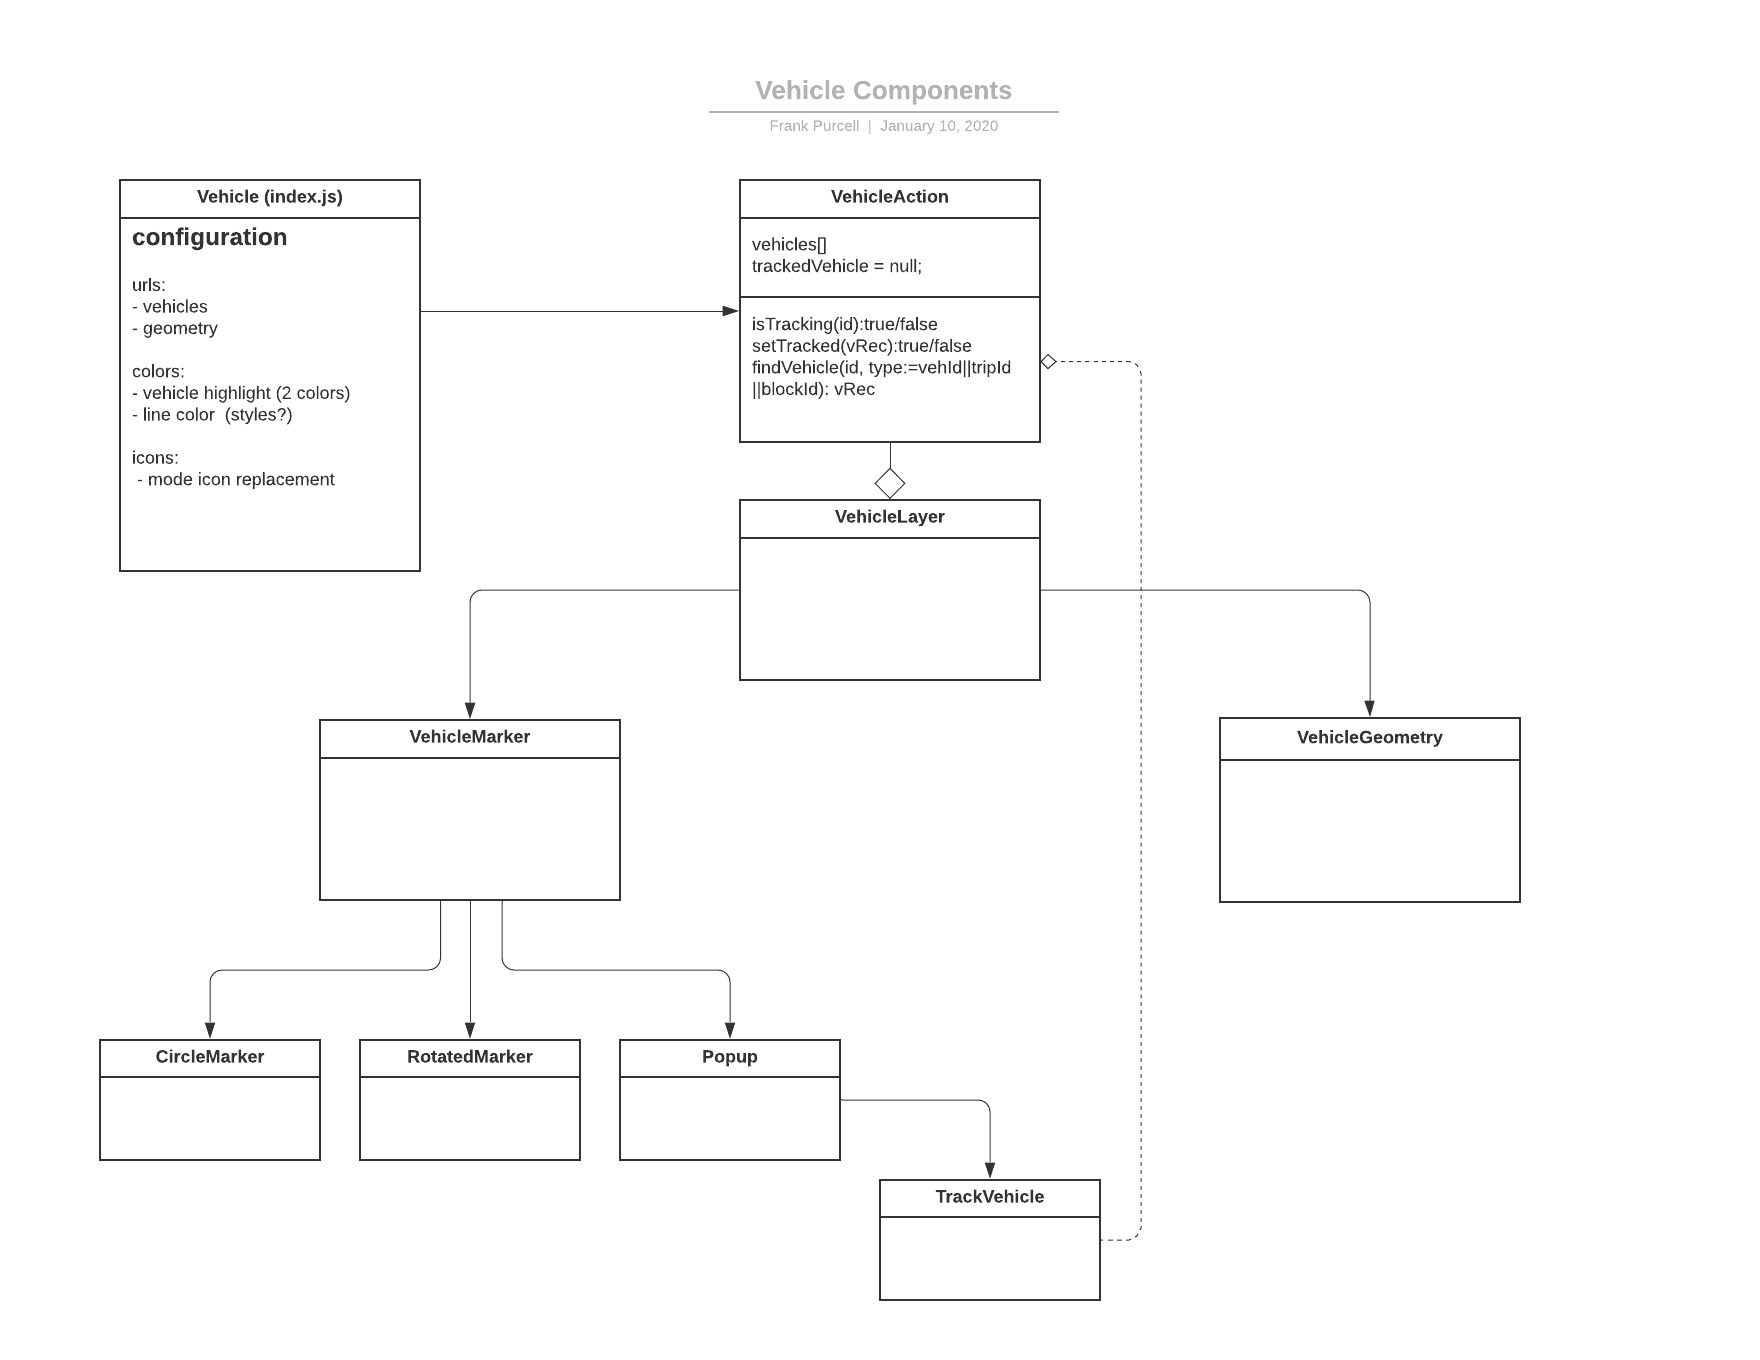 Vehicle Components
Frank Purcell | January 10, 2020
Vehicle (index.js)
configuration
urls:
- vehicles
- geometry
colors:
- vehicle highlight (2 colors)
- line color  (styles?)
icons:
- mode icon replacement
VehicleAction
vehicles[]
trackedVehicle = null;
isTracking(id):true/false
setTracked(vRec):true/false
findVehicle(id, type:=vehId||tripId
||blockId): vRec
VehicleLayer
VehicleMarker
VehicleGeometry
CircleMarker
RotatedMarker
Popup
TrackVehicle